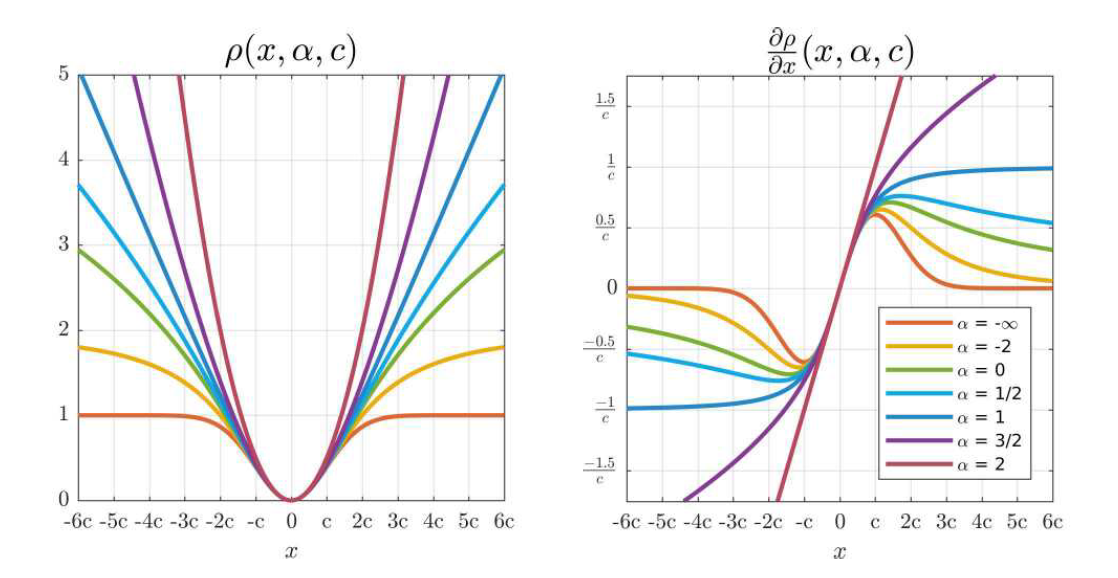 ρ(x, α, c)
5
4
3
2
1
0
-6c -5c -4c -3c -2c -c 0 c 2c 3c 4c 5c 6c
x
∂ρ/∂x (x, α, c)
1.5/c
1/c
0.5/c
0
-0.5/c
-1/c
-1.5/c
α = -∞
α = -2
α = 0
α = 1/2
α = 1
α = 3/2
α = 2
-6c -5c -4c -3c -2c -c 0 c 2c 3c 4c 5c 6c
x